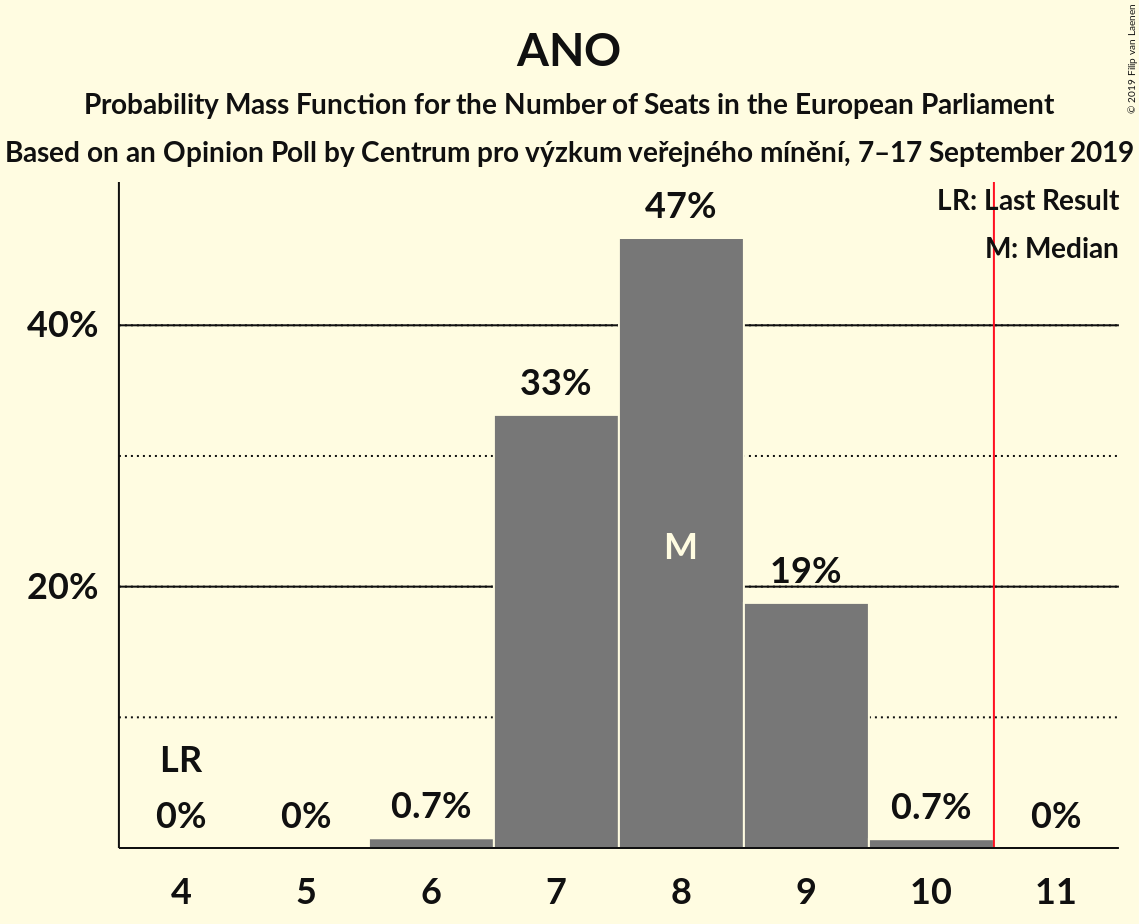 ANO
Probability Mass Function for the Number of Seats in the European Parliament
Based on an Opinion Poll by Centrum pro výzkum veřejného mínění, 7–17 September 2019
© 2019 Filip van Laenen
LR: Last Result
M: Median
47%
40%
33%
M
20%
19%
LR
0%
0%
0.7%
0.7%
0%
4
5
6
7
8
9
10
11